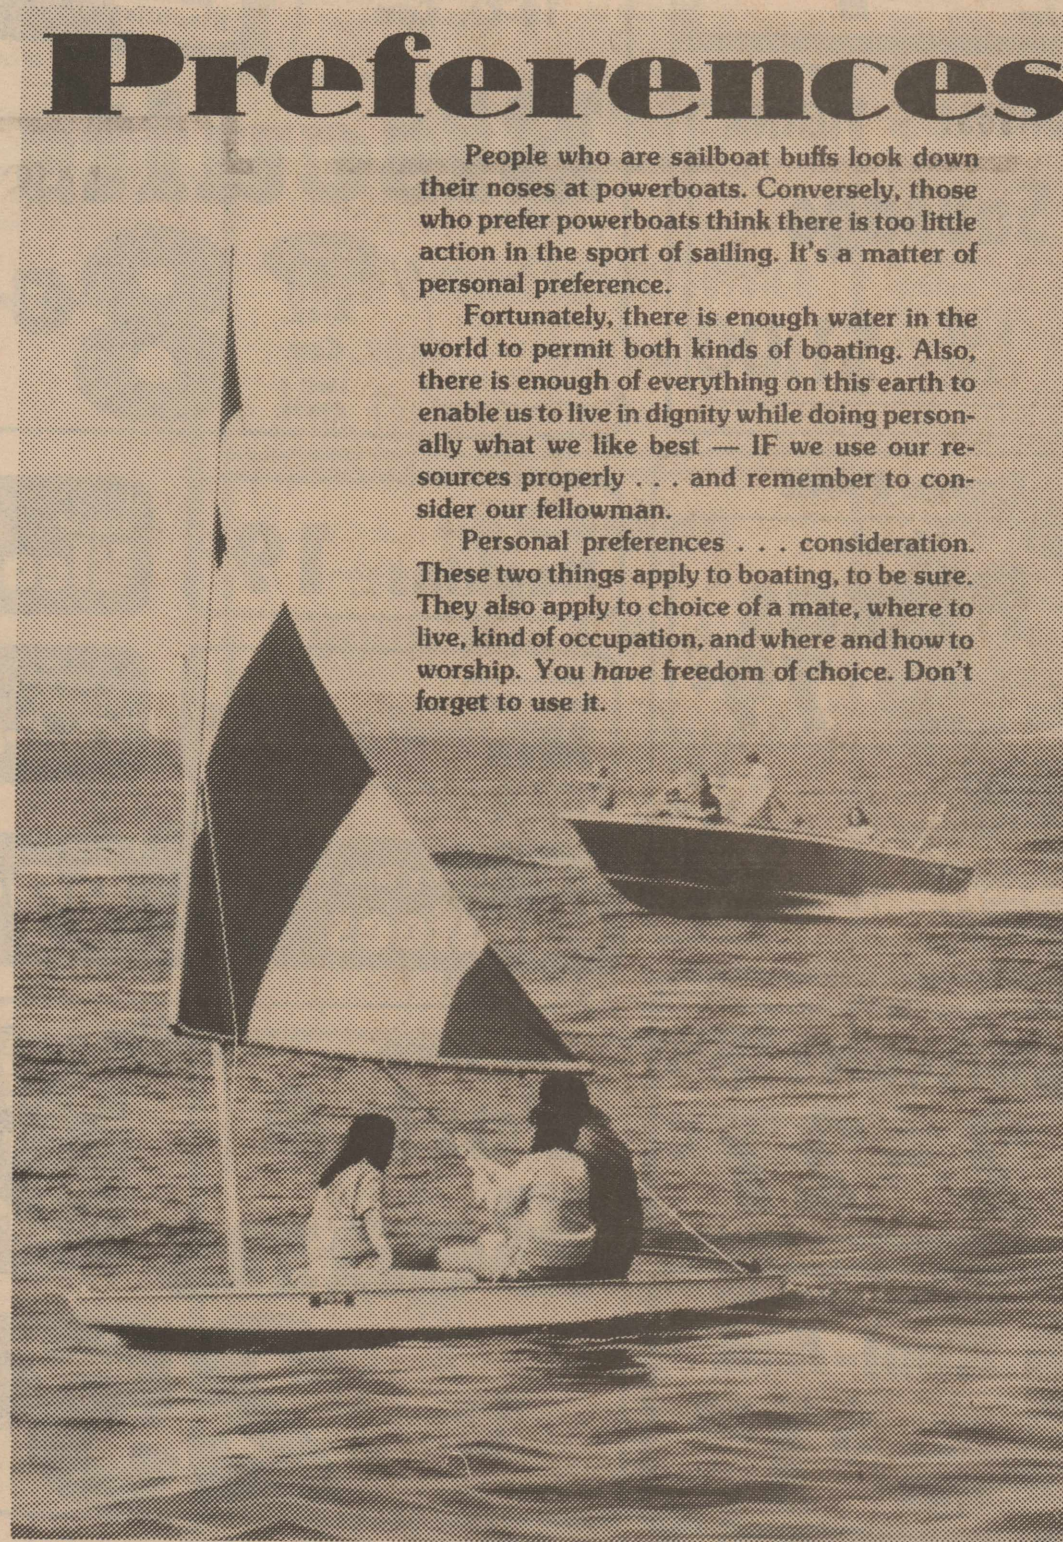 Preferences
People who are sailboat buffs look down
their noses at powerboats. Conversely, those
who prefer powerboats think there is too little
action in the sport of sailing. It's a matter of
personal preference.
Fortunately, there is enough water in the
world to permit both kinds of boating. Also,
there is enough of everything on this earth to
enable us to live in dignity while doing person-
ally what we like best — IF we use our re-
sources properly . . . and remember to con-
sider our fellowman.
Personal preferences . . . consideration.
These two things apply to boating, to be sure.
They also apply to choice of a mate, where to
live, kind of occupation, and where and how to
worship. You have freedom of choice. Don't
forget to use it.